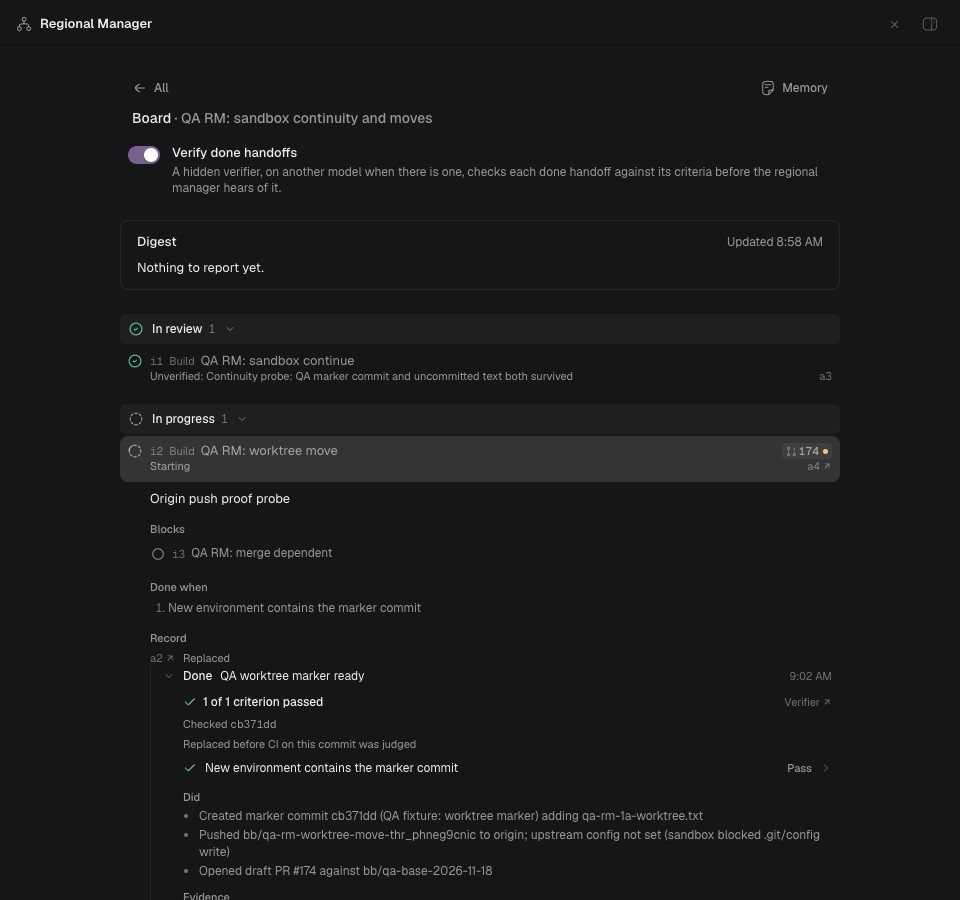 Regional Manager
All
Memory
Board · QA RM: sandbox continuity and moves
Verify done handoffs
A hidden verifier, on another model when there is one, checks each done handoff against its criteria before the regional
manager hears of it.
Digest
Updated 8:58 AM
Nothing to report yet.
In review 1
i1 Build QA RM: sandbox continue
Unverified: Continuity probe: QA marker commit and uncommitted text both survived
a3
In progress 1
i2 Build QA RM: worktree move
174
Starting
a4
Origin push proof probe
Blocks
i3 QA RM: merge dependent
Done when
1. New environment contains the marker commit
Record
a2 Replaced
Done QA worktree marker ready
9:02 AM
1 of 1 criterion passed
Verifier
Checked cb371dd
Replaced before CI on this commit was judged
New environment contains the marker commit
Pass
Did
• Created marker commit cb371dd (QA fixture: worktree marker) adding qa-rm-1a-worktree.txt
• Pushed bb/qa-rm-worktree-move-thr_phneg9cnic to origin; upstream config not set (sandbox blocked .git/config
write)
• Opened draft PR #174 against bb/qa-base-2026-11-18
Evidence